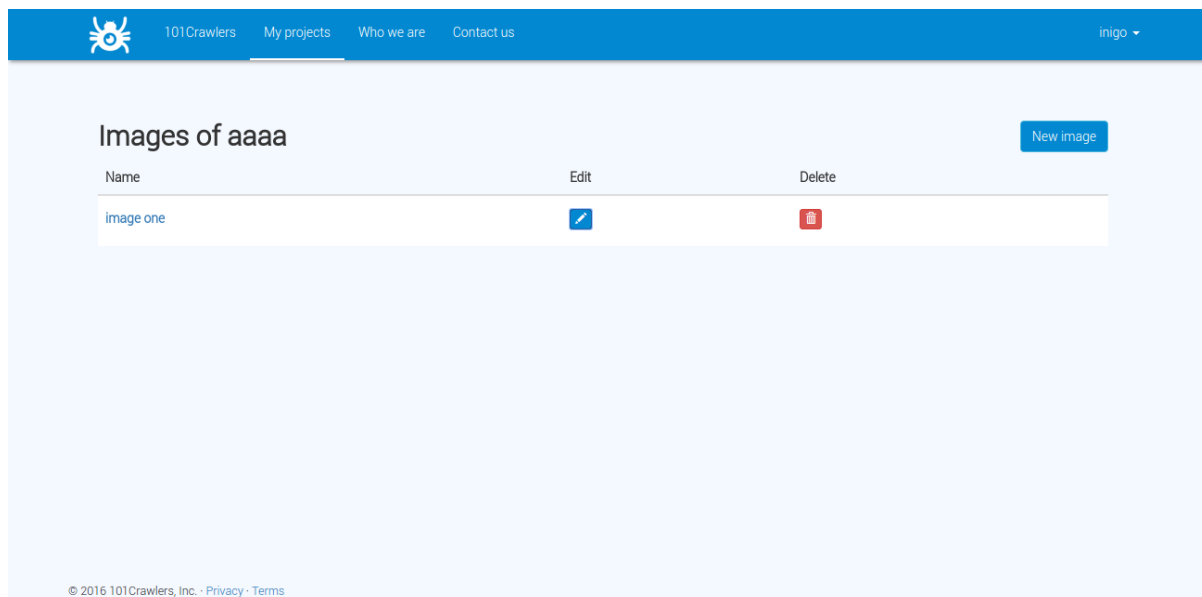 101Crawlers My projects Who we are Contact us inigo
Images of aaaa
New image
Name Edit Delete
image one
© 2016 101Crawlers, Inc. · Privacy · Terms